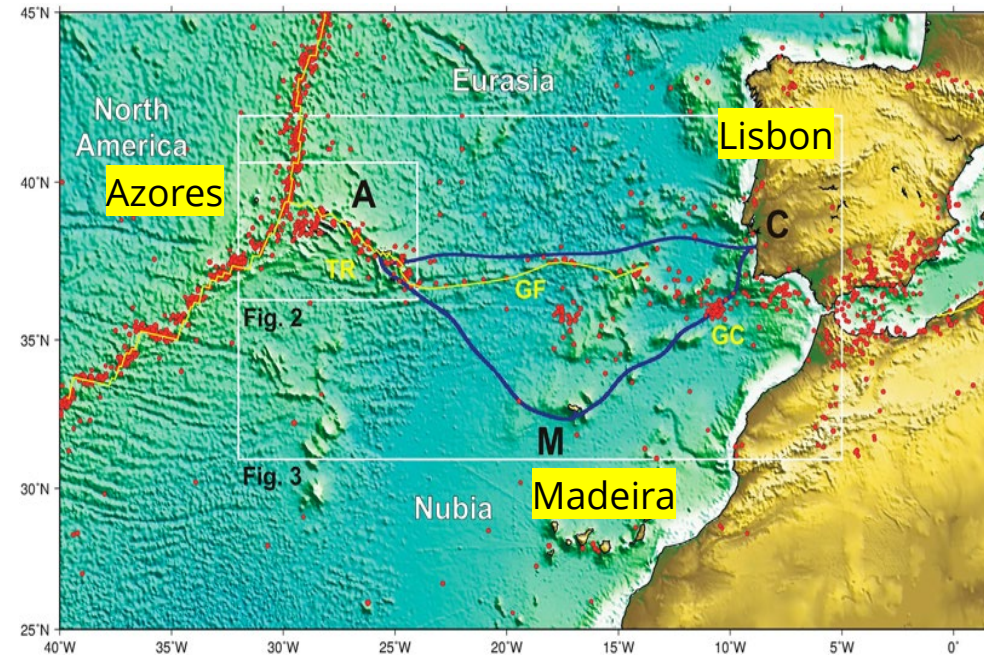 45°N
Eurasia
North
America
Lisbon
40°N
Azores
A
C
TR
GF
Fig. 2
GC
35°N
M
Fig. 3
30°N
Nubia
Madeira
25°N
40°W 35°W 30°W 25°W 20°W 15°W 10°W 5°W 0°